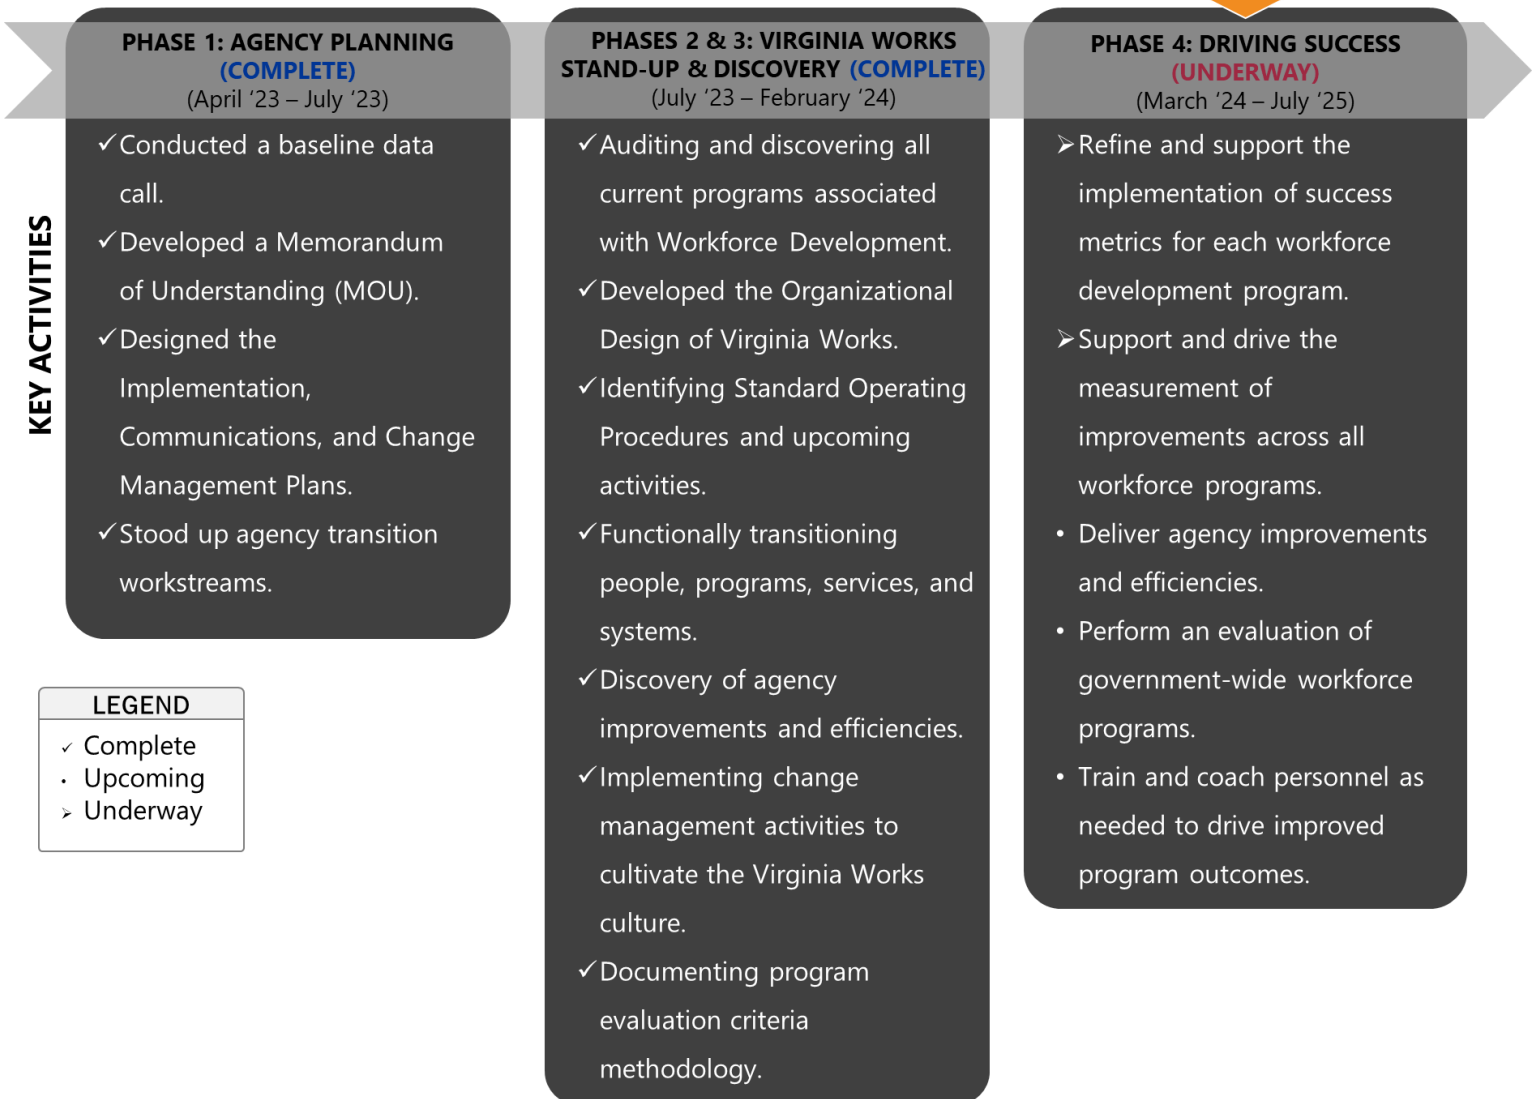 PHASE 1: AGENCY PLANNING
(COMPLETE)
(April ‘23 – July ‘23)
✓Conducted a baseline data
call.
✓Developed a Memorandum
of Understanding (MOU).
✓Designed the
Implementation,
Communications, and Change
Management Plans.
✓Stood up agency transition
workstreams.
PHASES 2 & 3: VIRGINIA WORKS
STAND-UP & DISCOVERY (COMPLETE)
(July ‘23 – February ‘24)
✓Auditing and discovering all
current programs associated
with Workforce Development.
✓Developed the Organizational
Design of Virginia Works.
✓Identifying Standard Operating
Procedures and upcoming
activities.
✓Functionally transitioning
people, programs, services, and
systems.
✓Discovery of agency
improvements and efficiencies.
✓Implementing change
management activities to
cultivate the Virginia Works
culture.
✓Documenting program
evaluation criteria
methodology.
PHASE 4: DRIVING SUCCESS
(UNDERWAY)
(March ‘24 – July ‘25)
➢Refine and support the
implementation of success
metrics for each workforce
development program.
➢Support and drive the
measurement of
improvements across all
workforce programs.
• Deliver agency improvements
and efficiencies.
• Perform an evaluation of
government-wide workforce
programs.
• Train and coach personnel as
needed to drive improved
program outcomes.
KEY ACTIVITIES
LEGEND
✓ Complete
• Upcoming
➢ Underway